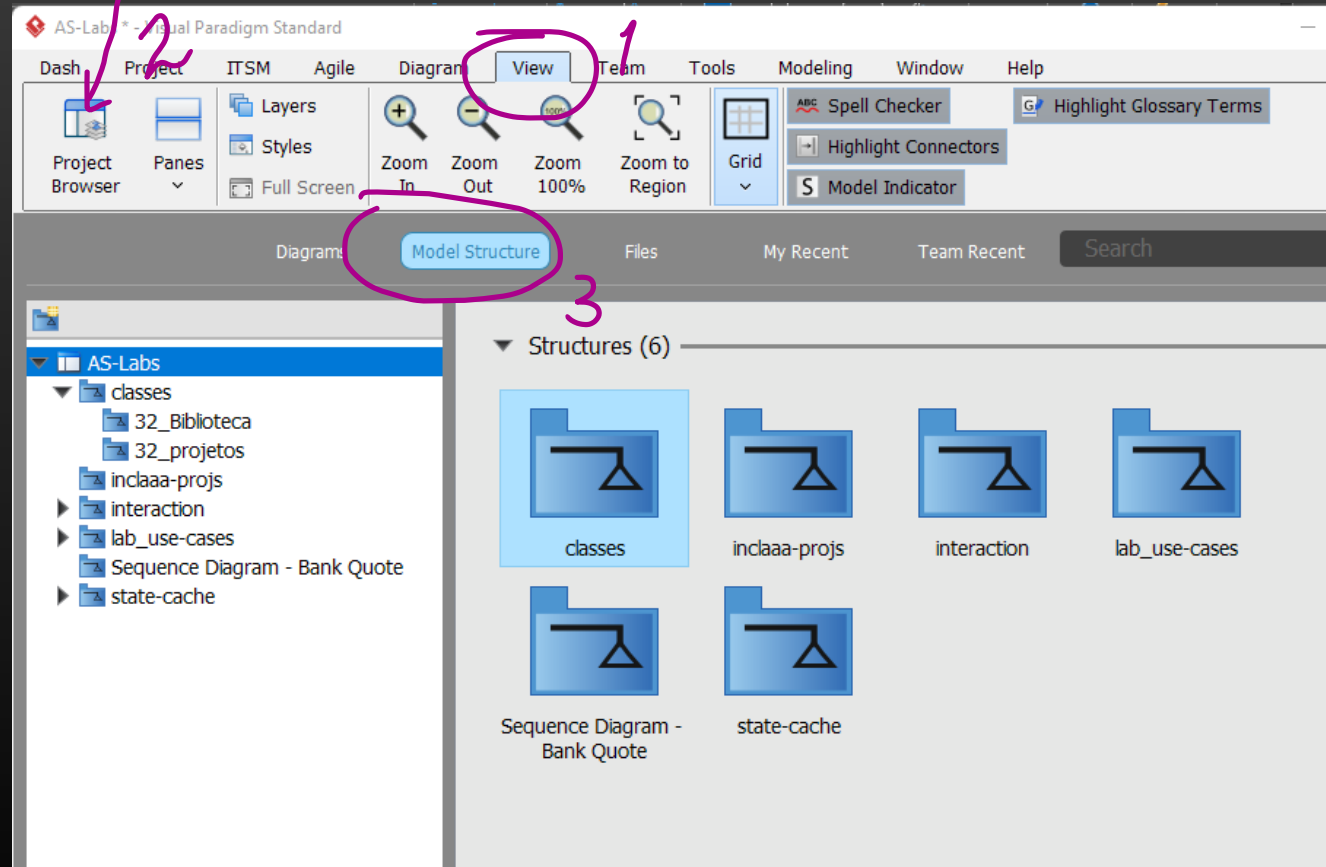 AS-Labs* - Visual Paradigm Standard
2
1
Dash Project ITSM Agile Diagram View Team Tools Modeling Window Help
Project Browser
Panes
Layers
Styles
Full Screen
Zoom In
Zoom Out
100%
Zoom 100%
Zoom to Region
Grid
ABC Spell Checker
Highlight Connectors
S Model Indicator
G Highlight Glossary Terms
Diagrams Model Structure Files My Recent Team Recent Search
3
AS-Labs
classes
32_Biblioteca
32_projetos
inclaaa-projs
interaction
lab_use-cases
Sequence Diagram - Bank Quote
state-cache
Structures (6)
classes inclaaa-projs interaction lab_use-cases
Sequence Diagram - Bank Quote
state-cache